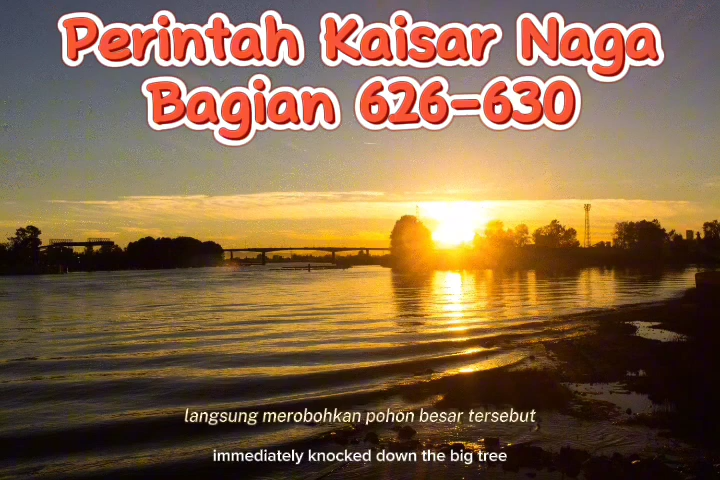 Perintah Kaisar Naga
Bagian 626-630
langsung merobohkan pohon besar tersebut
immediately knocked down the big tree